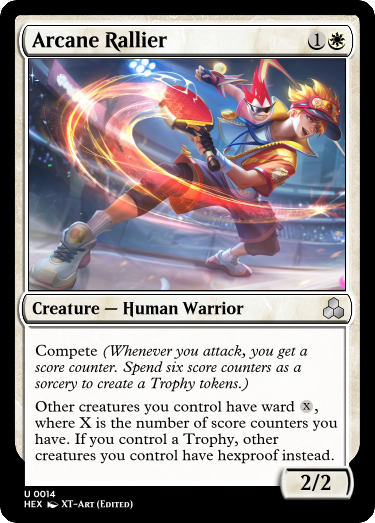 Arcane Rallier 1
Creature — Human Warrior
Compete (Whenever you attack, you get a
score counter. Spend six score counters as a
sorcery to create a Trophy tokens.)
Other creatures you control have ward X,
where X is the number of score counters you
have. If you control a Trophy, other
creatures you control have hexproof instead.
2/2
U 0014
HEX XT-Art (Edited)